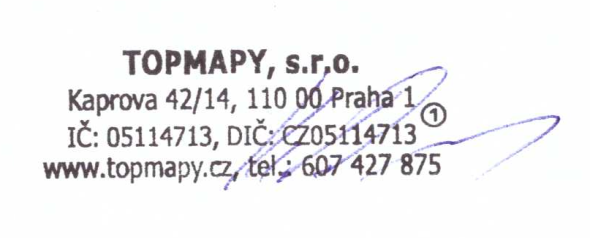 TOPMAPY, s.r.o.
Kaprova 42/14, 110 00 Praha 1
IČ: 05114713, DIČ: CZ05114713 ①
www.topmapy.cz, tel.: 607 427 875